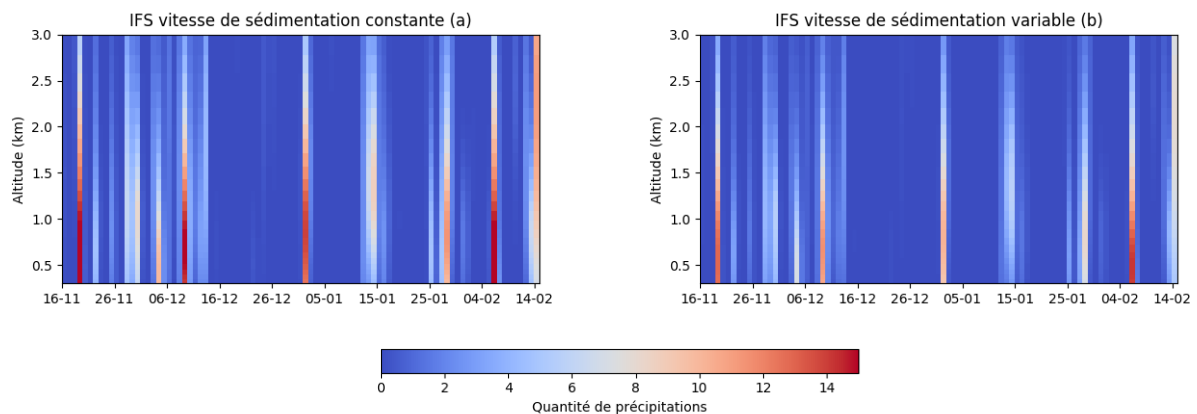 IFS vitesse de sédimentation constante (a)
3.0
2.5
2.0
1.5
1.0
0.5
Altitude (km)
16-11 26-11 06-12 16-12 26-12 05-01 15-01 25-01 04-02 14-02
IFS vitesse de sédimentation variable (b)
3.0
2.5
2.0
1.5
1.0
0.5
Altitude (km)
16-11 26-11 06-12 16-12 26-12 05-01 15-01 25-01 04-02 14-02
0 2 4 6 8 10 12 14
Quantité de précipitations